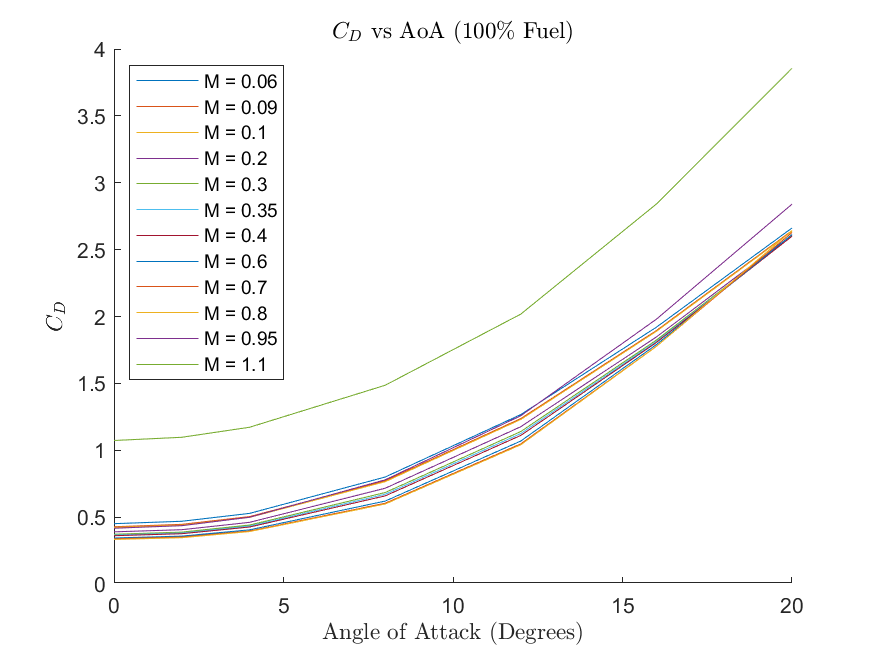 C_D vs AoA (100% Fuel)
4
3.5
3
2.5
2
1.5
1
0.5
0
C_D
M = 0.06
M = 0.09
M = 0.1
M = 0.2
M = 0.3
M = 0.35
M = 0.4
M = 0.6
M = 0.7
M = 0.8
M = 0.95
M = 1.1
0 5 10 15 20
Angle of Attack (Degrees)